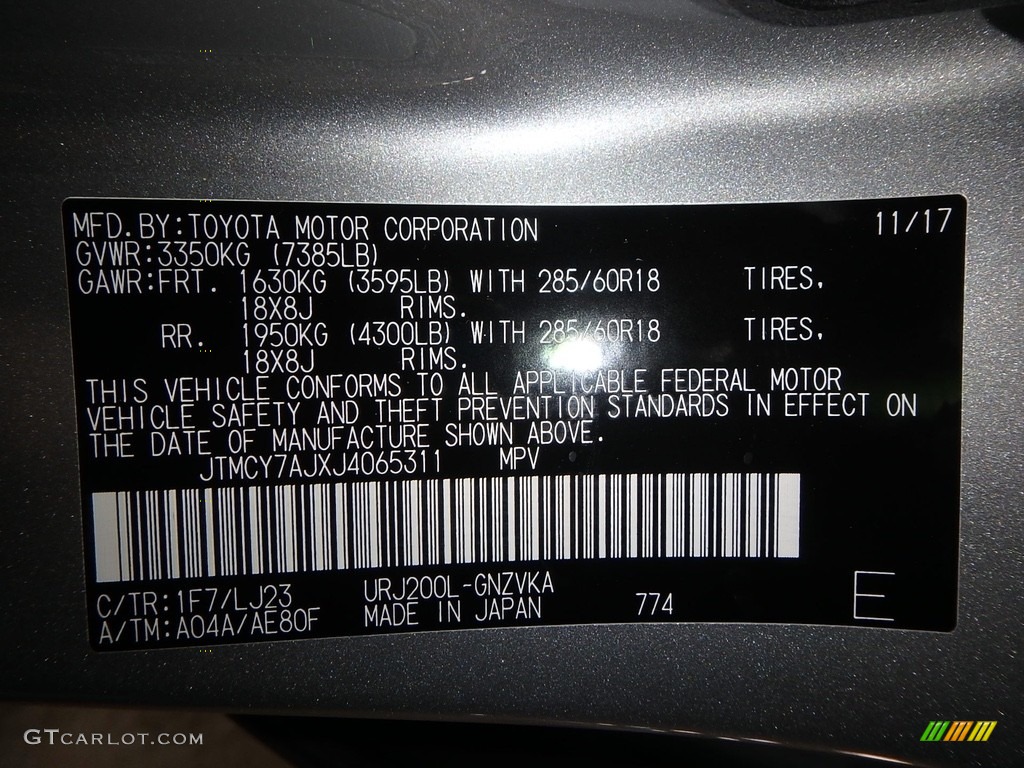 MFD.BY:TOYOTA MOTOR CORPORATION 11/17
GVWR:3350KG (7385LB)
GAWR:FRT. 1630KG (3595LB) WITH 285/60R18 TIRES,
18X8J RIMS.
RR. 1950KG (4300LB) WITH 285/60R18 TIRES,
18X8J RIMS.
THIS VEHICLE CONFORMS TO ALL APPLICABLE FEDERAL MOTOR
VEHICLE SAFETY AND THEFT PREVENTION STANDARDS IN EFFECT ON
THE DATE OF MANUFACTURE SHOWN ABOVE.
JTMCY7AJXJ4065311 MPV
C/TR:1F7/LJ23 URJ200L-GNZVKA
A/TM:A04A/AE80F MADE IN JAPAN 774 E
GTCARLOT.COM